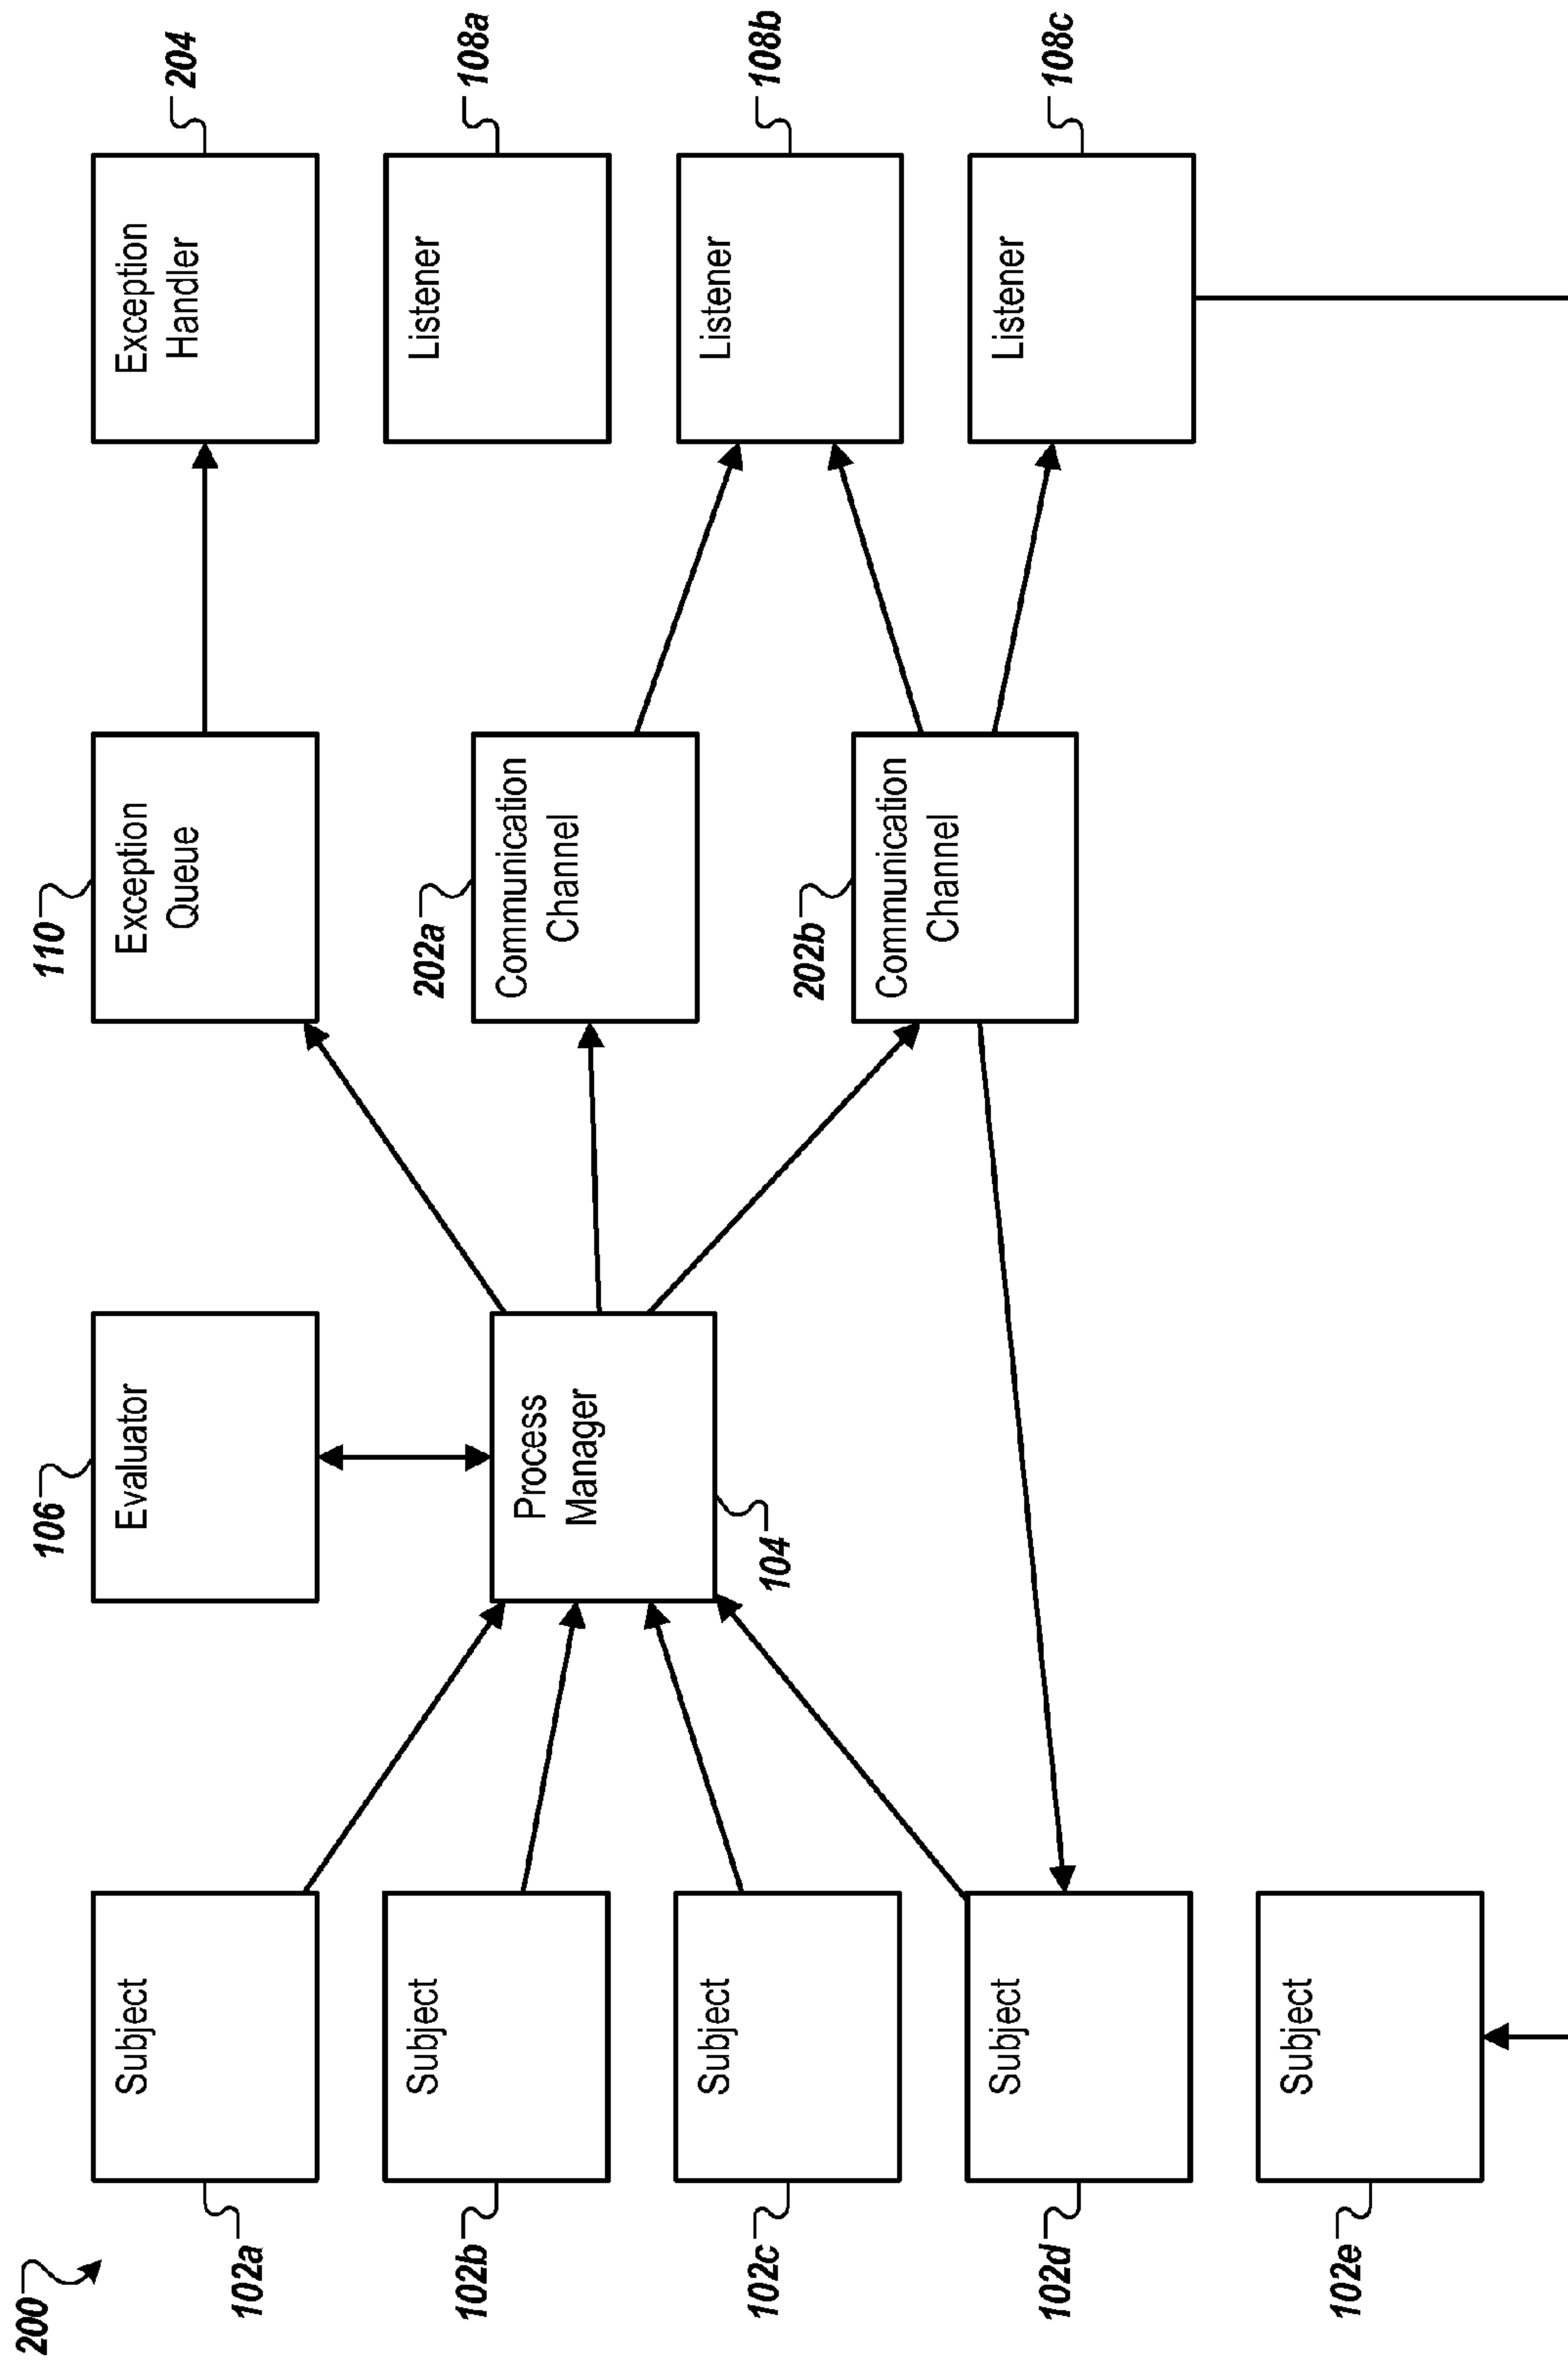 200
102a
Subject
102b
Subject
102c
Subject
102d
Subject
102e
Subject
106
Evaluator
Process
Manager
104
110
Exception
Queue
202a
Communication
Channel
202b
Communication
Channel
Exception
Handler
204
Listener
108a
Listener
108b
Listener
108c